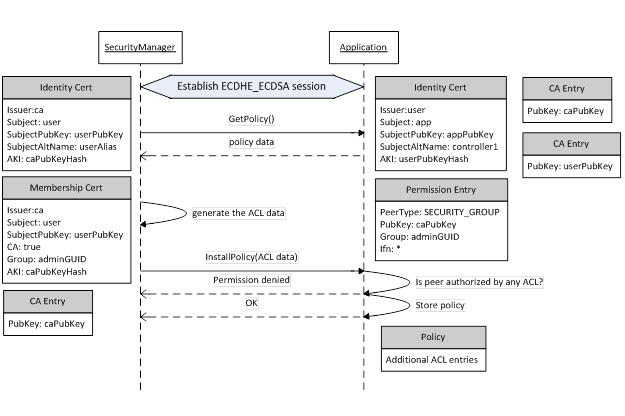 SecurityManager
Application
Establish ECDHE_ECDSA session
Identity Cert
Issuer:ca
Subject: user
SubjectPubKey: userPubKey
SubjectAltName: userAlias
AKI: caPubKeyHash
Identity Cert
Issuer:user
Subject: app
SubjectPubKey: appPubKey
SubjectAltName: controller1
AKI: userPubKeyHash
CA Entry
PubKey: caPubKey
CA Entry
PubKey: userPubKey
GetPolicy()
policy data
Membership Cert
Issuer:ca
Subject: user
SubjectPubKey: userPubKey
CA: true
Group: adminGUID
AKI: caPubKeyHash
generate the ACL data
Permission Entry
PeerType: SECURITY_GROUP
PubKey: caPubKey
Group: adminGUID
Ifn: *
InstallPolicy(ACL data)
Permission denied
Is peer authorized by any ACL?
OK
Store policy
CA Entry
PubKey: caPubKey
Policy
Additional ACL entries